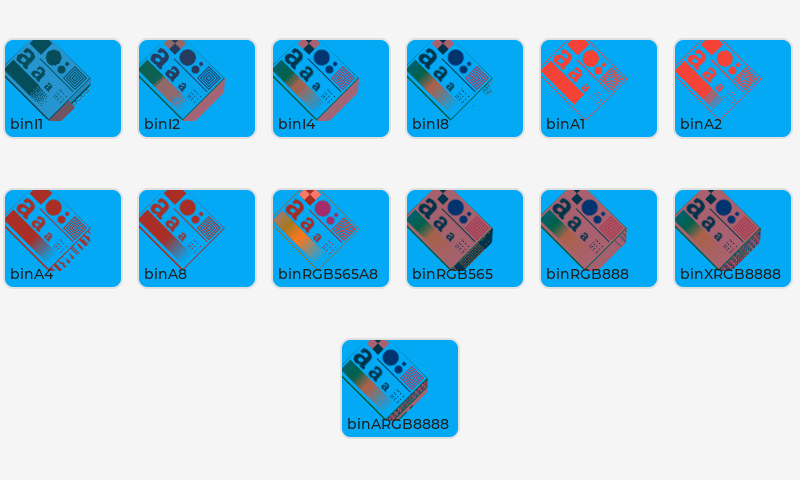 a a a
binI1
a a a
binI2
a a a
binI4
a a a
binI8
a a a
binA1
a a a
binA2
a a a
binA4
a a a
binA8
a a a
binRGB565A8
a a a
binRGB565
a a a
binRGB888
a a a
binXRGB8888
a a a
binARGB8888